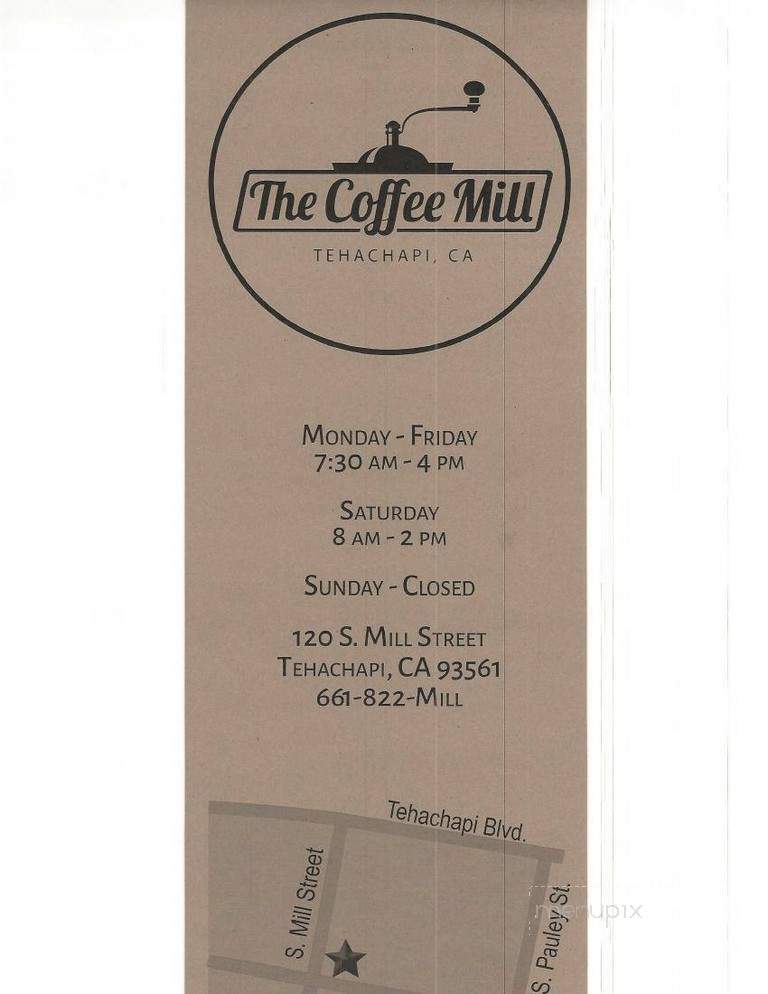 The Coffee Mill
TEHACHAPI, CA
Monday - Friday
7:30 am - 4 pm
Saturday
8 am - 2 pm
Sunday - Closed
120 S. Mill Street
Tehachapi, CA 93561
661-822-Mill
Tehachapi Blvd.
S. Mill Street
S. Pauley St.
menupix